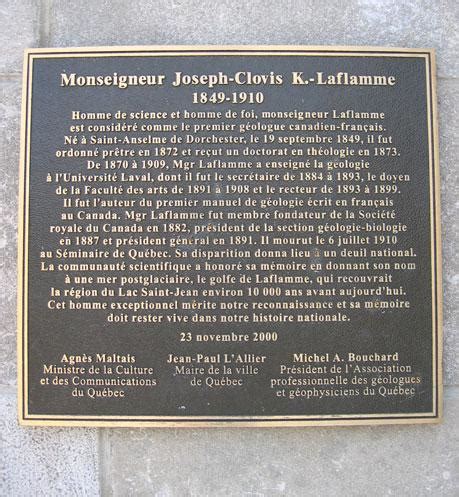 Monseigneur Joseph-Clovis K.-Laflamme
1849-1910
Homme de science et homme de foi, monseigneur Laflamme
est considéré comme le premier géologue canadien-français.
Né à Saint-Anselme de Dorchester, le 19 septembre 1849, il fut
ordonné prêtre en 1872 et reçut un doctorat en théologie en 1873.
De 1870 à 1909, Mgr Laflamme a enseigné la géologie
à l'Université Laval, dont il fut le secrétaire de 1884 à 1893, le doyen
de la Faculté des arts de 1891 à 1908 et le recteur de 1893 à 1899.
Il fut l'auteur du premier manuel de géologie écrit en français
au Canada. Mgr Laflamme fut membre fondateur de la Société
royale du Canada en 1882, président de la section géologie-biologie
en 1887 et président général en 1891. Il mourut le 6 juillet 1910
au Séminaire de Québec. Sa disparition donna lieu à un deuil national.
La communauté scientifique a honoré sa mémoire en donnant son nom
à une mer postglaciaire, le golfe de Laflamme, qui recouvrait
la région du Lac Saint-Jean environ 10 000 ans avant aujourd'hui.
Cet homme exceptionnel mérite notre reconnaissance et sa mémoire
doit rester vive dans notre histoire nationale.
23 novembre 2000
Agnès Maltais
Ministre de la Culture
et des Communications
du Québec
Jean-Paul L'Allier
Maire de la ville
de Québec
Michel A. Bouchard
Président de l'Association
professionnelle des géologues
et géophysiciens du Québec